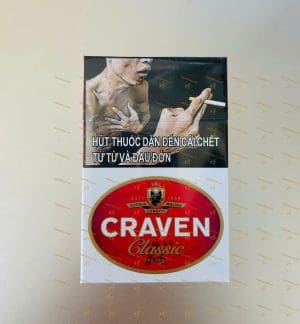 HÚT THUỐC DẪN ĐẾN CÁI CHẾT
TỪ TỪ VÀ ĐAU ĐỚN
CRAVEN
Classic